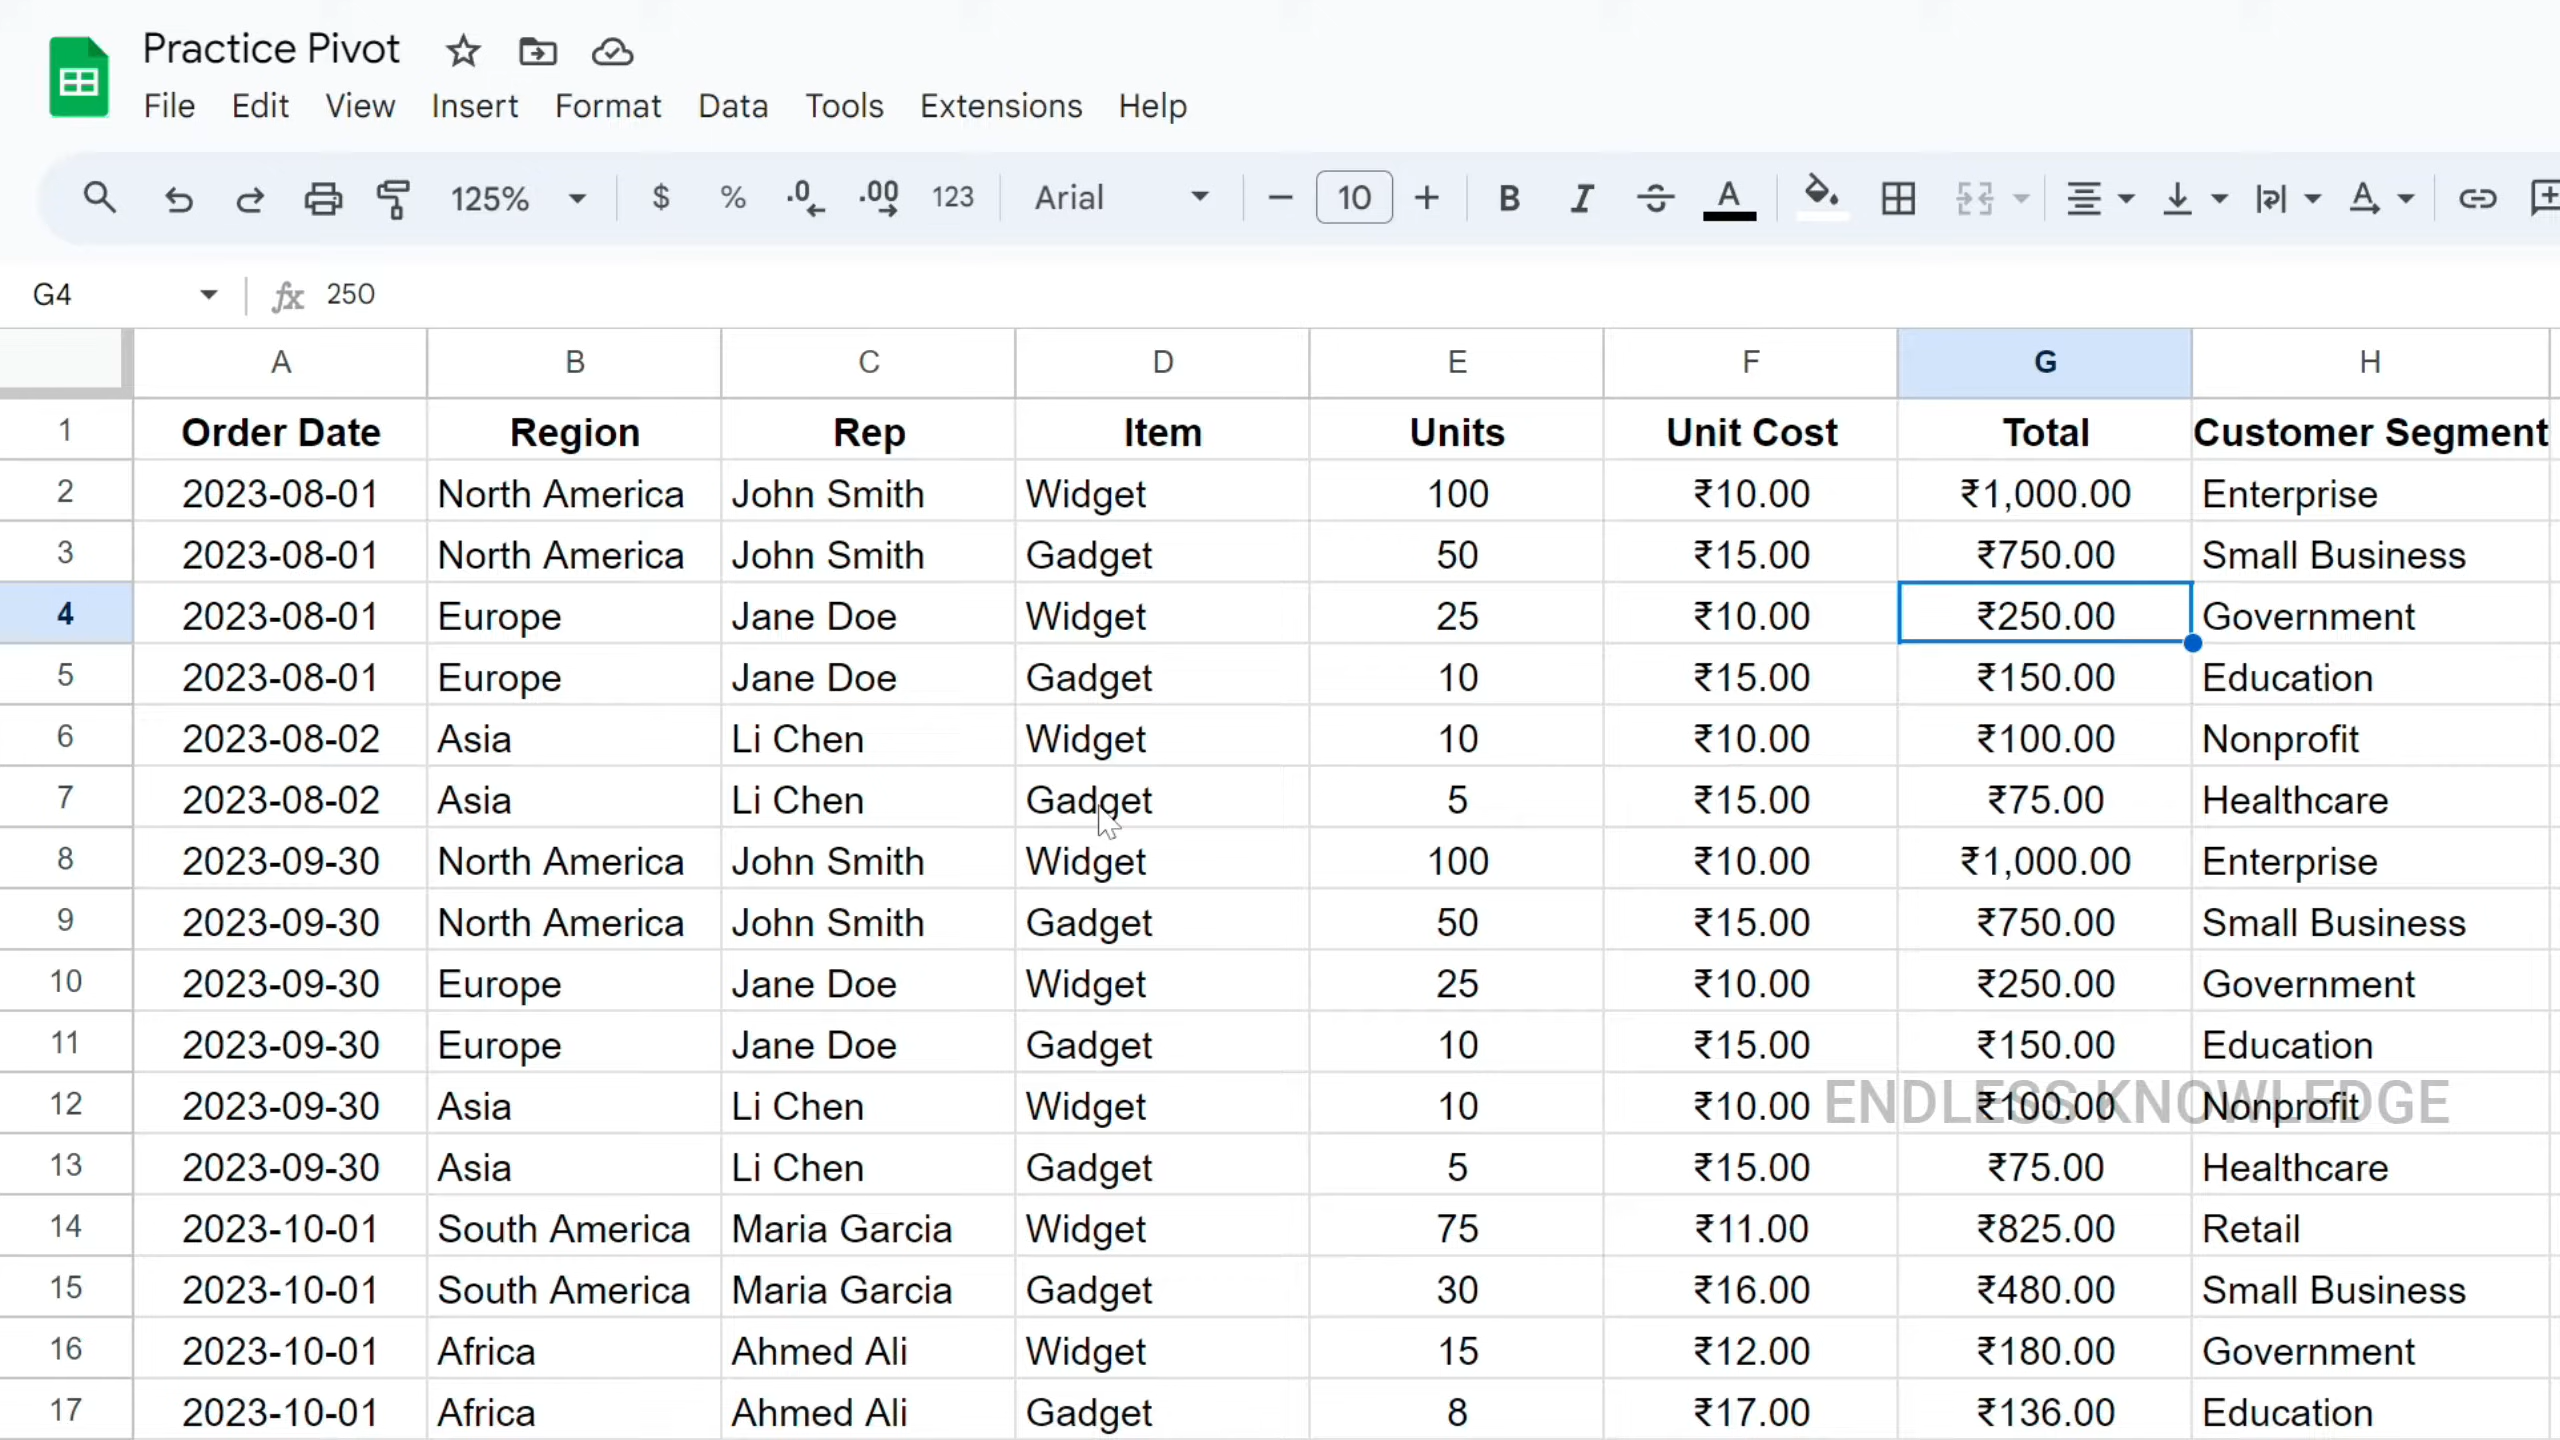 Practice Pivot
File Edit View Insert Format Data Tools Extensions Help
125% $ % .0 .00 123 Arial 10 B I S A A
G4 fx 250
A B C D E F G H
1 Order Date Region Rep Item Units Unit Cost Total Customer Segment
2 2023-08-01 North America John Smith Widget 100 ₹10.00 ₹1,000.00 Enterprise
3 2023-08-01 North America John Smith Gadget 50 ₹15.00 ₹750.00 Small Business
4 2023-08-01 Europe Jane Doe Widget 25 ₹10.00 ₹250.00 Government
5 2023-08-01 Europe Jane Doe Gadget 10 ₹15.00 ₹150.00 Education
6 2023-08-02 Asia Li Chen Widget 10 ₹10.00 ₹100.00 Nonprofit
7 2023-08-02 Asia Li Chen Gadget 5 ₹15.00 ₹75.00 Healthcare
8 2023-09-30 North America John Smith Widget 100 ₹10.00 ₹1,000.00 Enterprise
9 2023-09-30 North America John Smith Gadget 50 ₹15.00 ₹750.00 Small Business
10 2023-09-30 Europe Jane Doe Widget 25 ₹10.00 ₹250.00 Government
11 2023-09-30 Europe Jane Doe Gadget 10 ₹15.00 ₹150.00 Education
12 2023-09-30 Asia Li Chen Widget 10 ₹10.00 ₹100.00 Nonprofit
ENDLESS KNOWLEDGE
13 2023-09-30 Asia Li Chen Gadget 5 ₹15.00 ₹75.00 Healthcare
14 2023-10-01 South America Maria Garcia Widget 75 ₹11.00 ₹825.00 Retail
15 2023-10-01 South America Maria Garcia Gadget 30 ₹16.00 ₹480.00 Small Business
16 2023-10-01 Africa Ahmed Ali Widget 15 ₹12.00 ₹180.00 Government
17 2023-10-01 Africa Ahmed Ali Gadget 8 ₹17.00 ₹136.00 Education